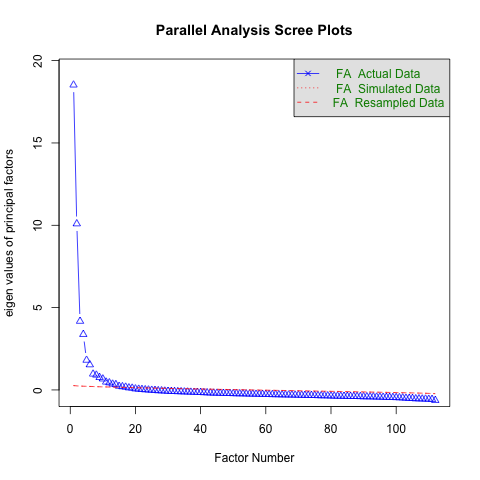 Parallel Analysis Scree Plots
FA Actual Data
FA Simulated Data
FA Resampled Data
eigen values of principal factors
20
15
10
5
0
0 20 40 60 80 100
Factor Number